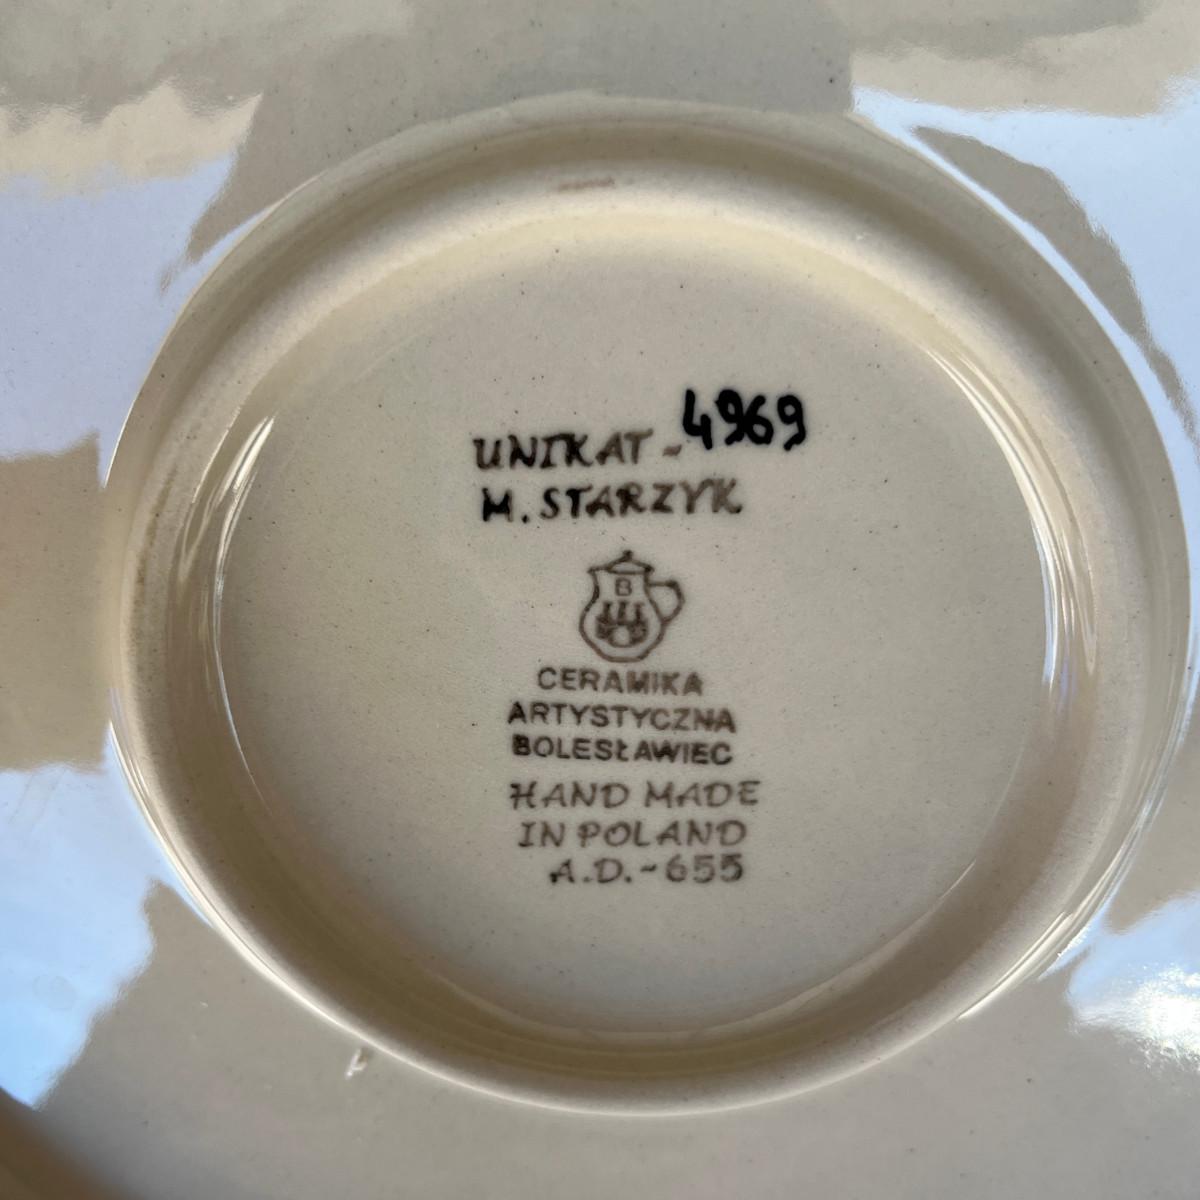 UNIKAT ~ 4969
M. STARZYK
B
CERAMIKA
ARTYSTYCZNA
BOLESŁAWIEC
HAND MADE
IN POLAND
A.D.~655